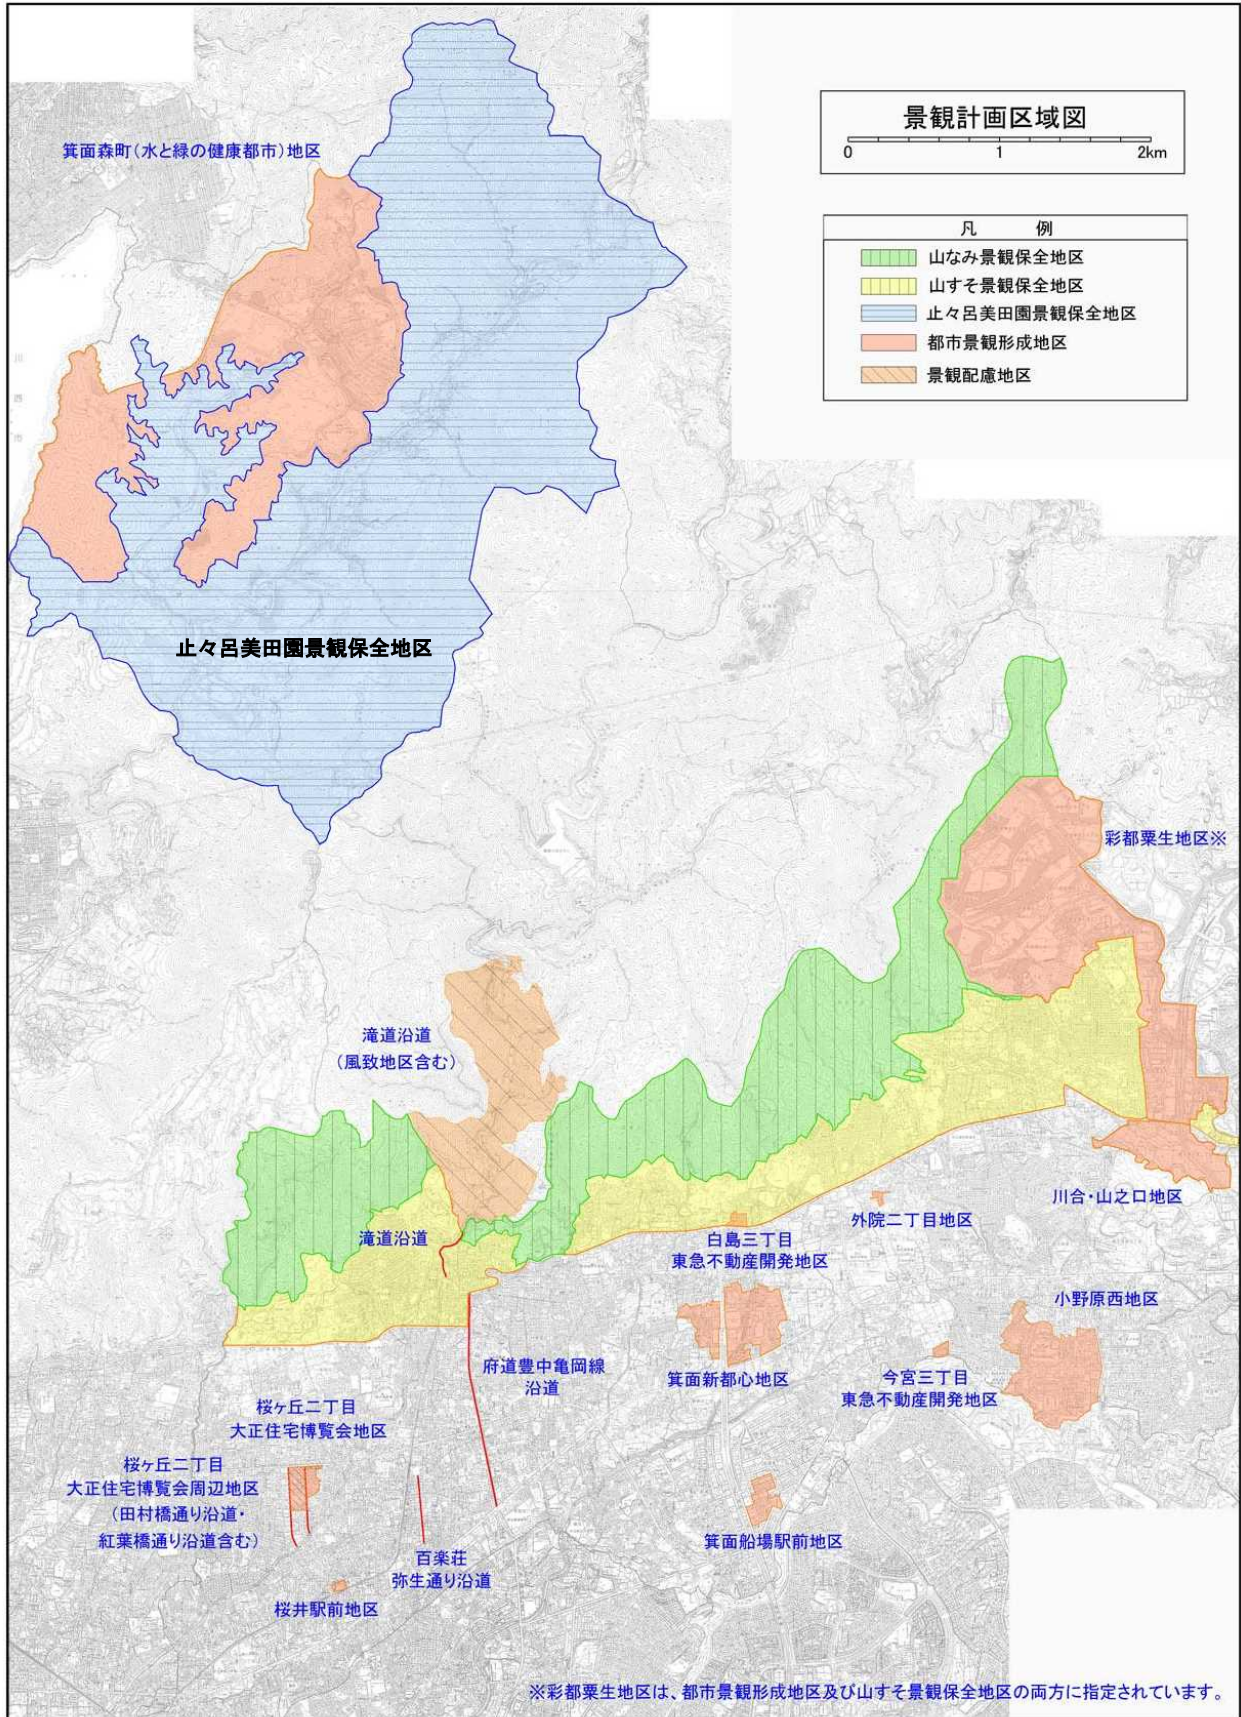 景観計画区域図
0 1 2km
凡 例
山なみ景観保全地区
山すそ景観保全地区
止々呂美田園景観保全地区
都市景観形成地区
景観配慮地区
箕面森町(水と緑の健康都市)地区
止々呂美田園景観保全地区
彩都粟生地区※
滝道沿道
(風致地区含む)
滝道沿道
川合・山之口地区
外院二丁目地区
白島三丁目
東急不動産開発地区
小野原西地区
箕面新都心地区
今宮三丁目
東急不動産開発地区
府道豊中亀岡線
沿道
桜ヶ丘二丁目
大正住宅博覧会地区
桜ヶ丘二丁目
大正住宅博覧会周辺地区
(田村橋通り沿道・
紅葉橋通り沿道含む)
百楽荘
弥生通り沿道
桜井駅前地区
箕面船場駅前地区
※彩都粟生地区は、都市景観形成地区及び山すそ景観保全地区の両方に指定されています。